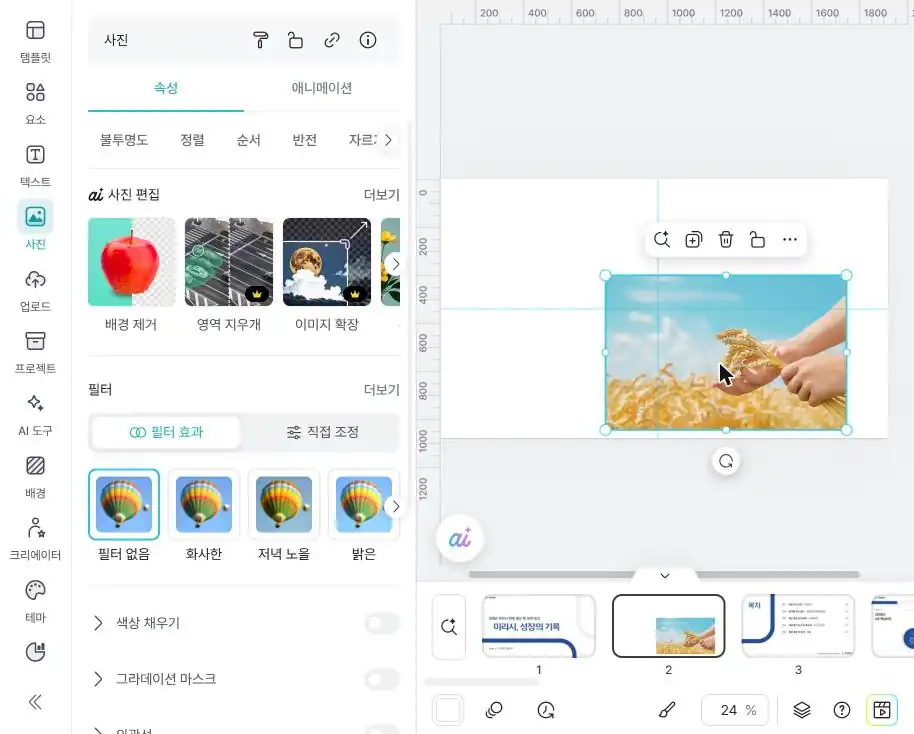 템플릿
요소
텍스트
사진
업로드
프로젝트
AI 도구
배경
크리에이터
테마
사진
속성
애니메이션
불투명도
정렬
순서
반전
자르기
ai 사진 편집
더보기
배경 제거
영역 지우개
이미지 확장
필터
더보기
필터 효과
직접 조정
필터 없음
화사한
저녁 노을
밝은
색상 채우기
그라데이션 마스크
200 400 600 800 1000 1200 1400 1600 1800
0
200
400
600
800
1000
1200
ai
미리시, 성장의 기록
목차
1
2
3
24 %